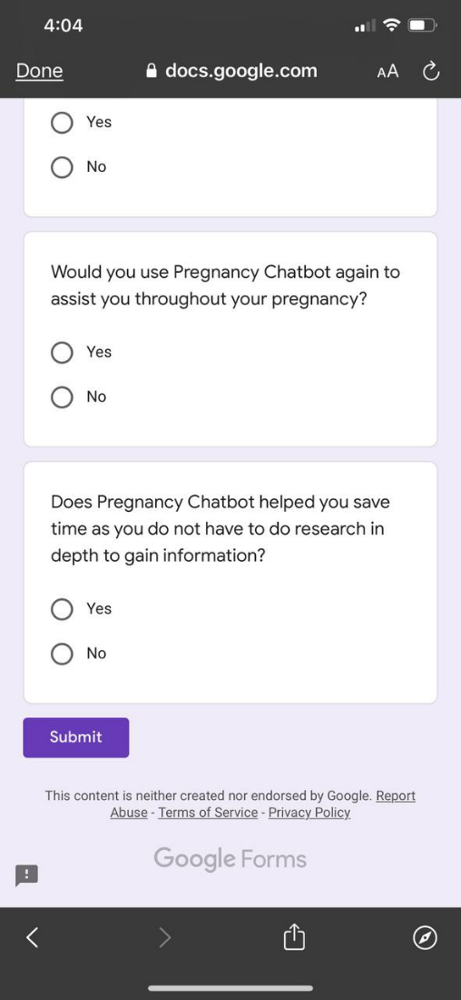 4:04
Done
docs.google.com
AA
Yes
No
Would you use Pregnancy Chatbot again to
assist you throughout your pregnancy?
Yes
No
Does Pregnancy Chatbot helped you save
time as you do not have to do research in
depth to gain information?
Yes
No
Submit
This content is neither created nor endorsed by Google. Report
Abuse - Terms of Service - Privacy Policy
Google Forms